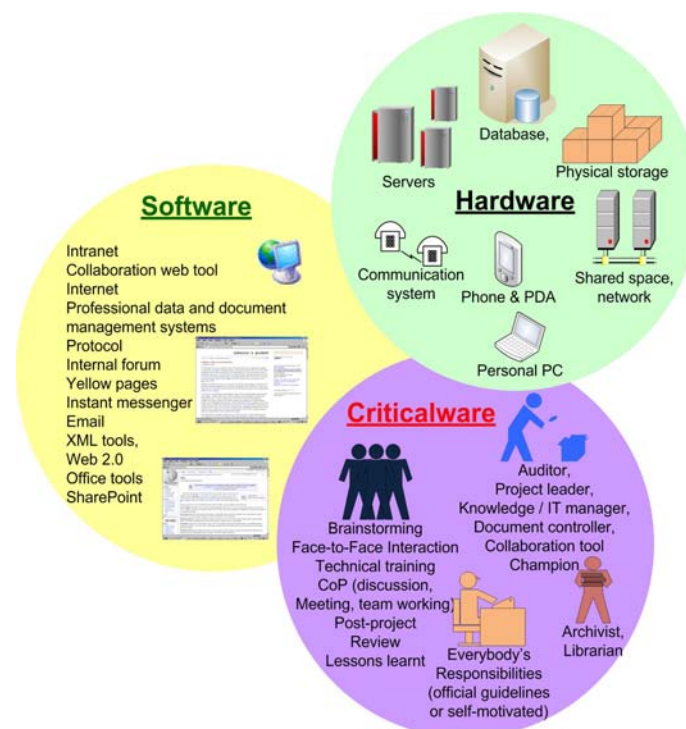 Software
Intranet
Collaboration web tool
Internet
Professional data and document
management systems
Protocol
Internal forum
Yellow pages
Instant messenger
Email
XML tools,
Web 2.0
Office tools
SharePoint
Database,
Servers
Physical storage
Hardware
Communication
system
Phone & PDA
Shared space,
network
Personal PC
Criticalware
Brainstorming
Face-to-Face Interaction
Technical training
CoP (discussion,
Meeting, team working)
Post-project
Review
Lessons learnt
Auditor,
Project leader,
Knowledge / IT manager,
Document controller,
Collaboration tool
Champion
Everybody's
Responsibilities
(official guidelines
or self-motivated)
Archivist,
Librarian